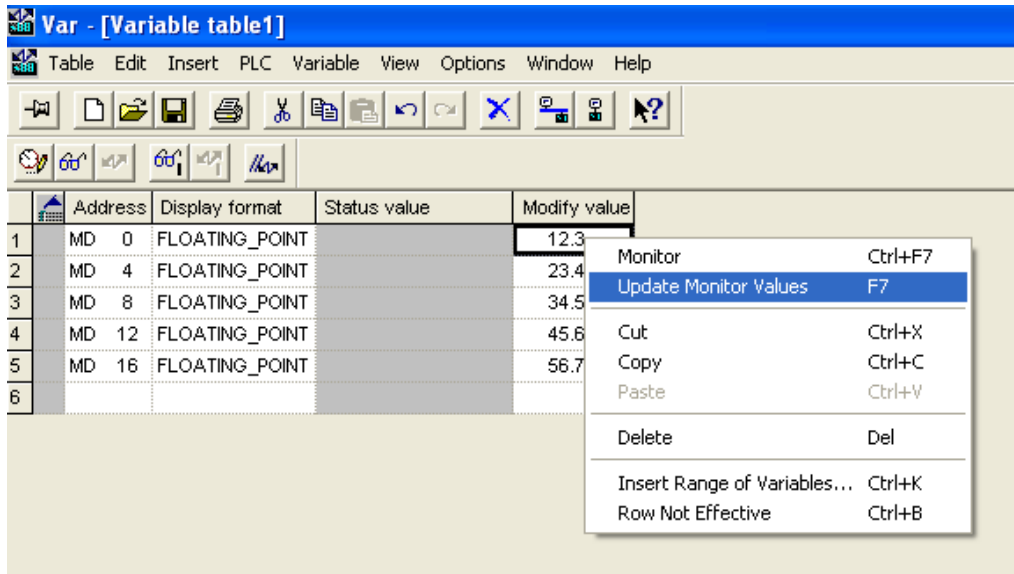 Var - [Variable table1]
Table Edit Insert PLC Variable View Options Window Help
Address Display format Status value Modify value
1 MD 0 FLOATING_POINT 12.3
2 MD 4 FLOATING_POINT 23.4
3 MD 8 FLOATING_POINT 34.5
4 MD 12 FLOATING_POINT 45.6
5 MD 16 FLOATING_POINT 56.7
6
Monitor Ctrl+F7
Update Monitor Values F7
Cut Ctrl+X
Copy Ctrl+C
Paste Ctrl+V
Delete Del
Insert Range of Variables... Ctrl+K
Row Not Effective Ctrl+B